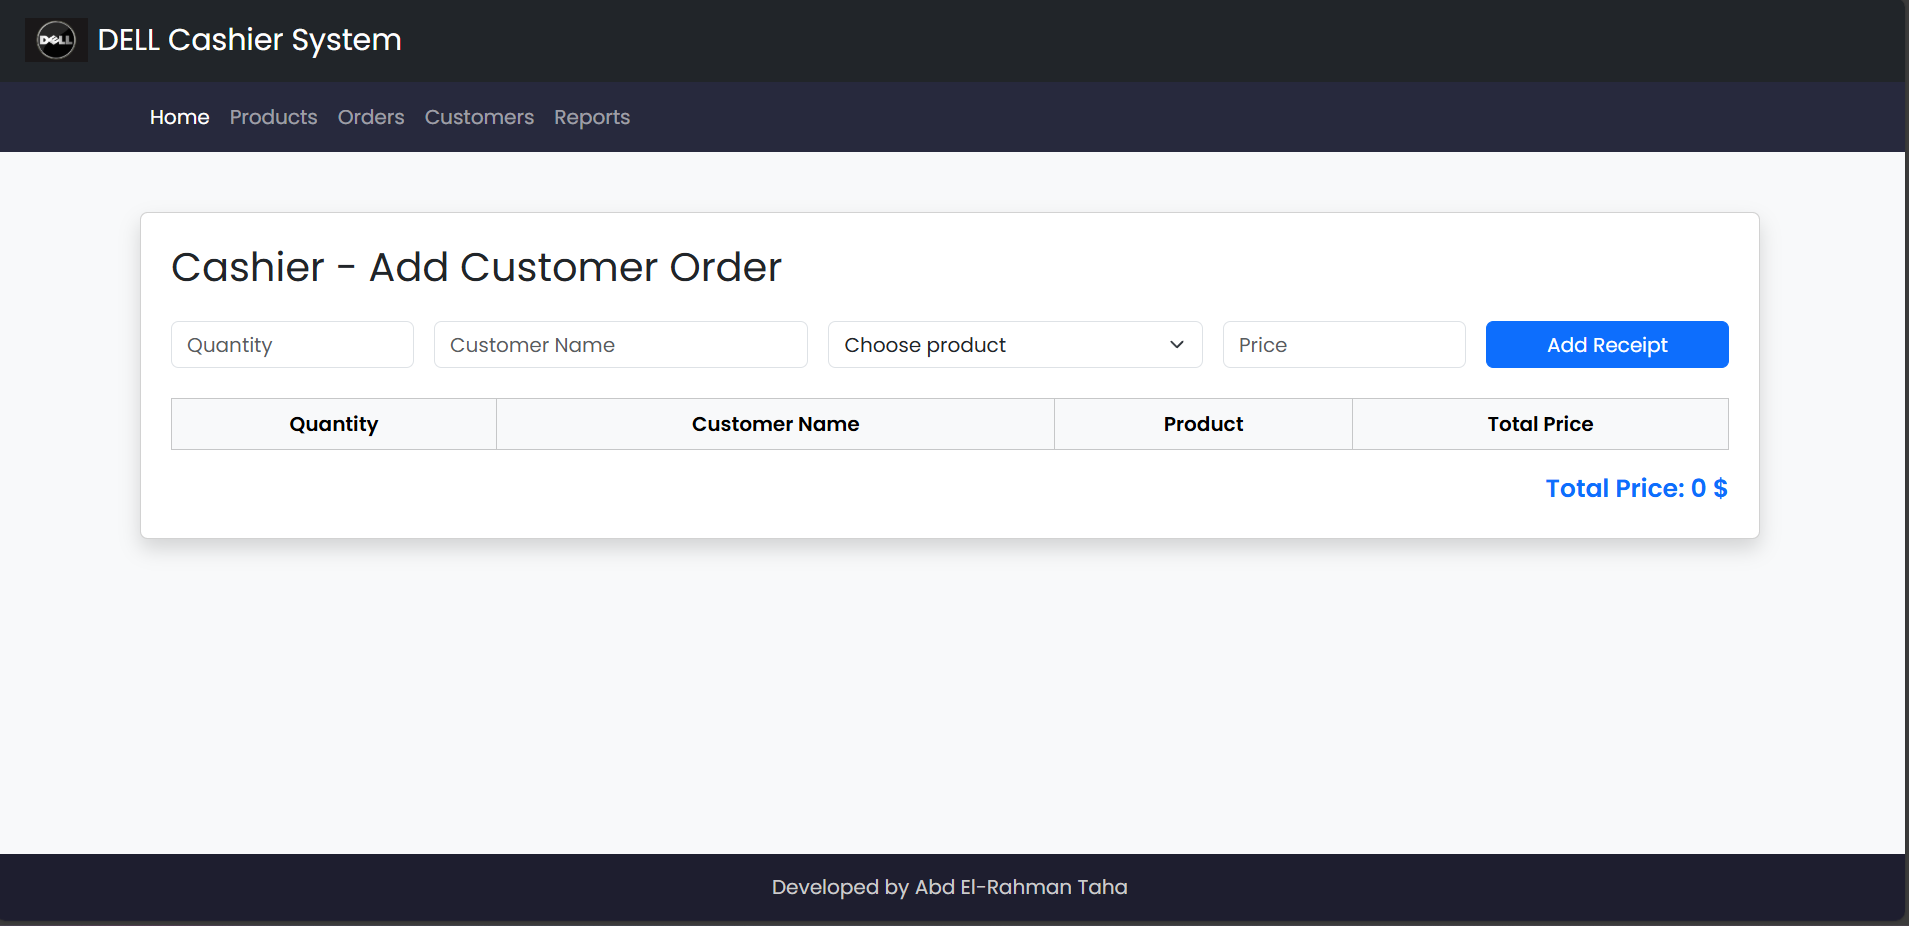 DELL
DELL Cashier System
Home Products Orders Customers Reports
Cashier - Add Customer Order
Quantity Customer Name Choose product Price Add Receipt
Quantity Customer Name Product Total Price
Total Price: 0 $
Developed by Abd El-Rahman Taha